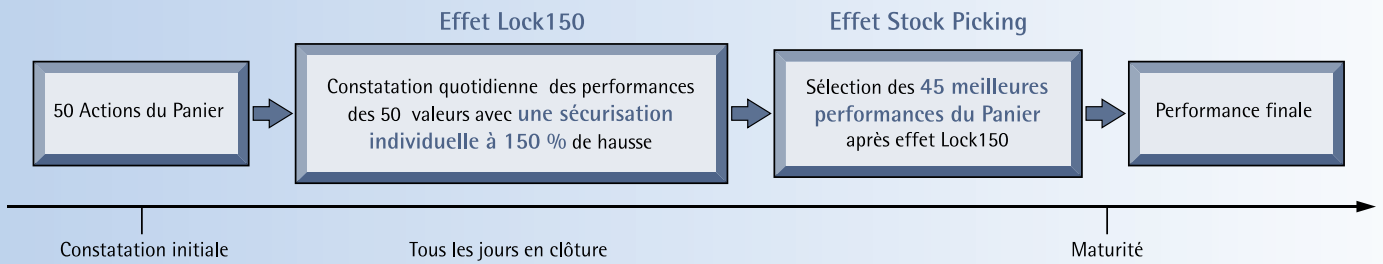 Effet Lock150
Effet Stock Picking
50 Actions du Panier
Constatation quotidienne des performances
des 50 valeurs avec une sécurisation
individuelle à 150 % de hausse
Sélection des 45 meilleures
performances du Panier
après effet Lock150
Performance finale
Constatation initiale
Tous les jours en clôture
Maturité